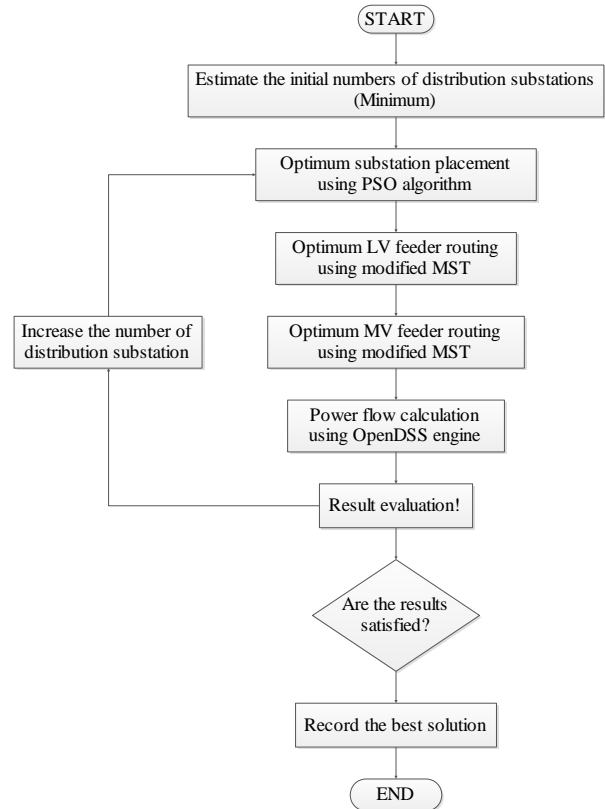 START
Estimate the initial numbers of distribution substations
(Minimum)
Optimum substation placement
using PSO algorithm
Optimum LV feeder routing
using modified MST
Increase the number of
distribution substation
Optimum MV feeder routing
using modified MST
Power flow calculation
using OpenDSS engine
Result evaluation!
Are the results
satisfied?
Record the best solution
END